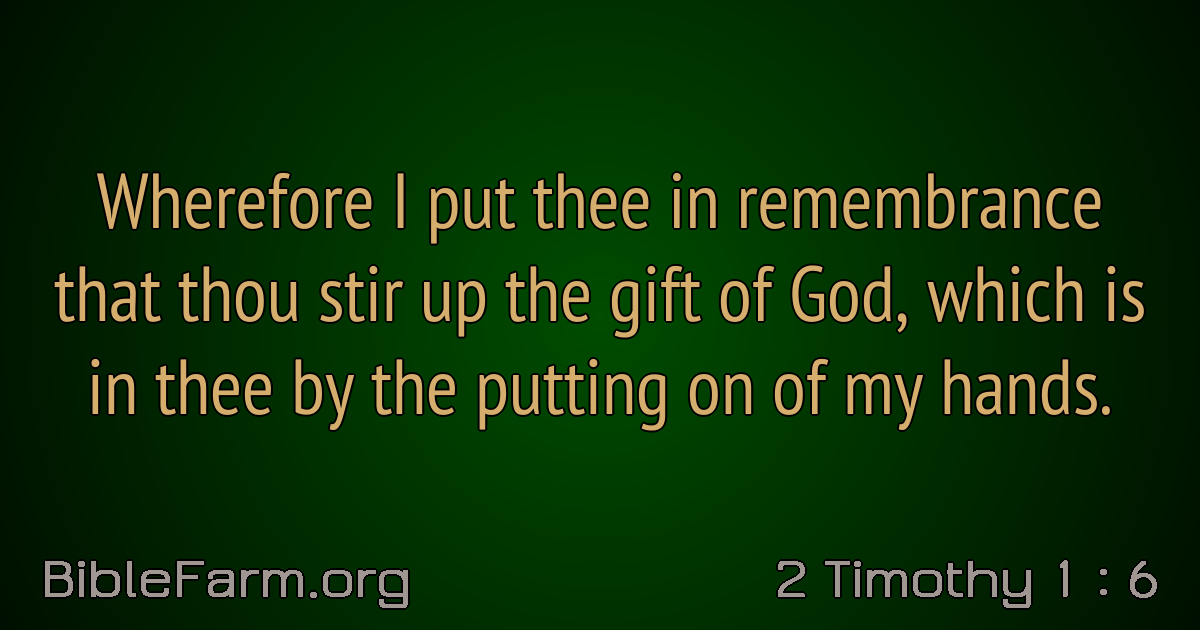 Wherefore I put thee in remembrance
that thou stir up the gift of God, which is
in thee by the putting on of my hands.
BibleFarm.org
2 Timothy 1 : 6